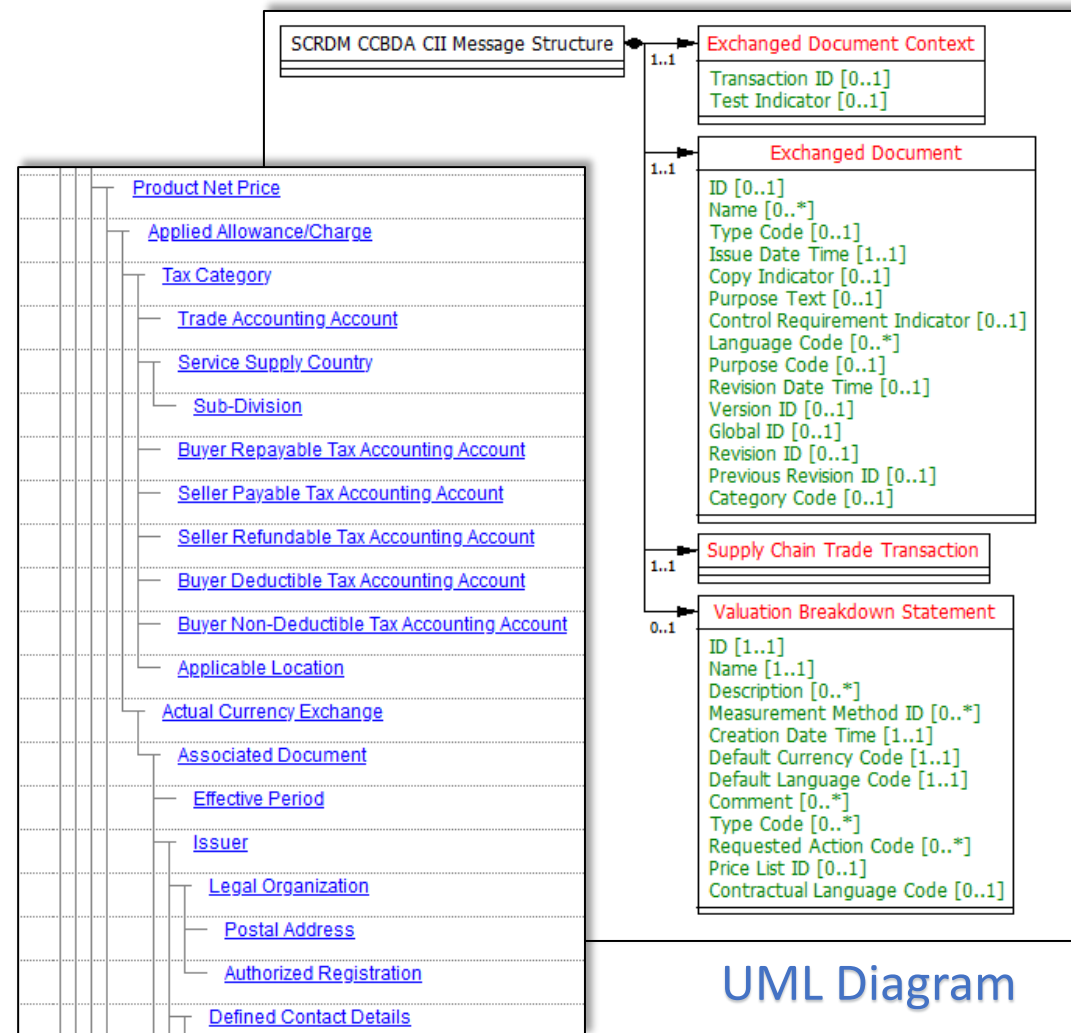 SCRDM CCBDA CII Message Structure
1..1
Exchanged Document Context
Transaction ID [0..1]
Test Indicator [0..1]
1..1
Exchanged Document
ID [0..1]
Name [0..*]
Type Code [0..1]
Issue Date Time [1..1]
Copy Indicator [0..1]
Purpose Text [0..1]
Control Requirement Indicator [0..1]
Language Code [0..*]
Purpose Code [0..1]
Revision Date Time [0..1]
Version ID [0..1]
Global ID [0..1]
Revision ID [0..1]
Previous Revision ID [0..1]
Category Code [0..1]
1..1
Supply Chain Trade Transaction
0..1
Valuation Breakdown Statement
ID [1..1]
Name [1..1]
Description [0..*]
Measurement Method ID [0..*]
Creation Date Time [1..1]
Default Currency Code [1..1]
Default Language Code [1..1]
Comment [0..*]
Type Code [0..*]
Requested Action Code [0..*]
Price List ID [0..1]
Contractual Language Code [0..1]
Product Net Price
Applied Allowance/Charge
Tax Category
Trade Accounting Account
Service Supply Country
Sub-Division
Buyer Repayable Tax Accounting Account
Seller Payable Tax Accounting Account
Seller Refundable Tax Accounting Account
Buyer Deductible Tax Accounting Account
Buyer Non-Deductible Tax Accounting Account
Applicable Location
Actual Currency Exchange
Associated Document
Effective Period
Issuer
Legal Organization
Postal Address
Authorized Registration
Defined Contact Details
UML Diagram